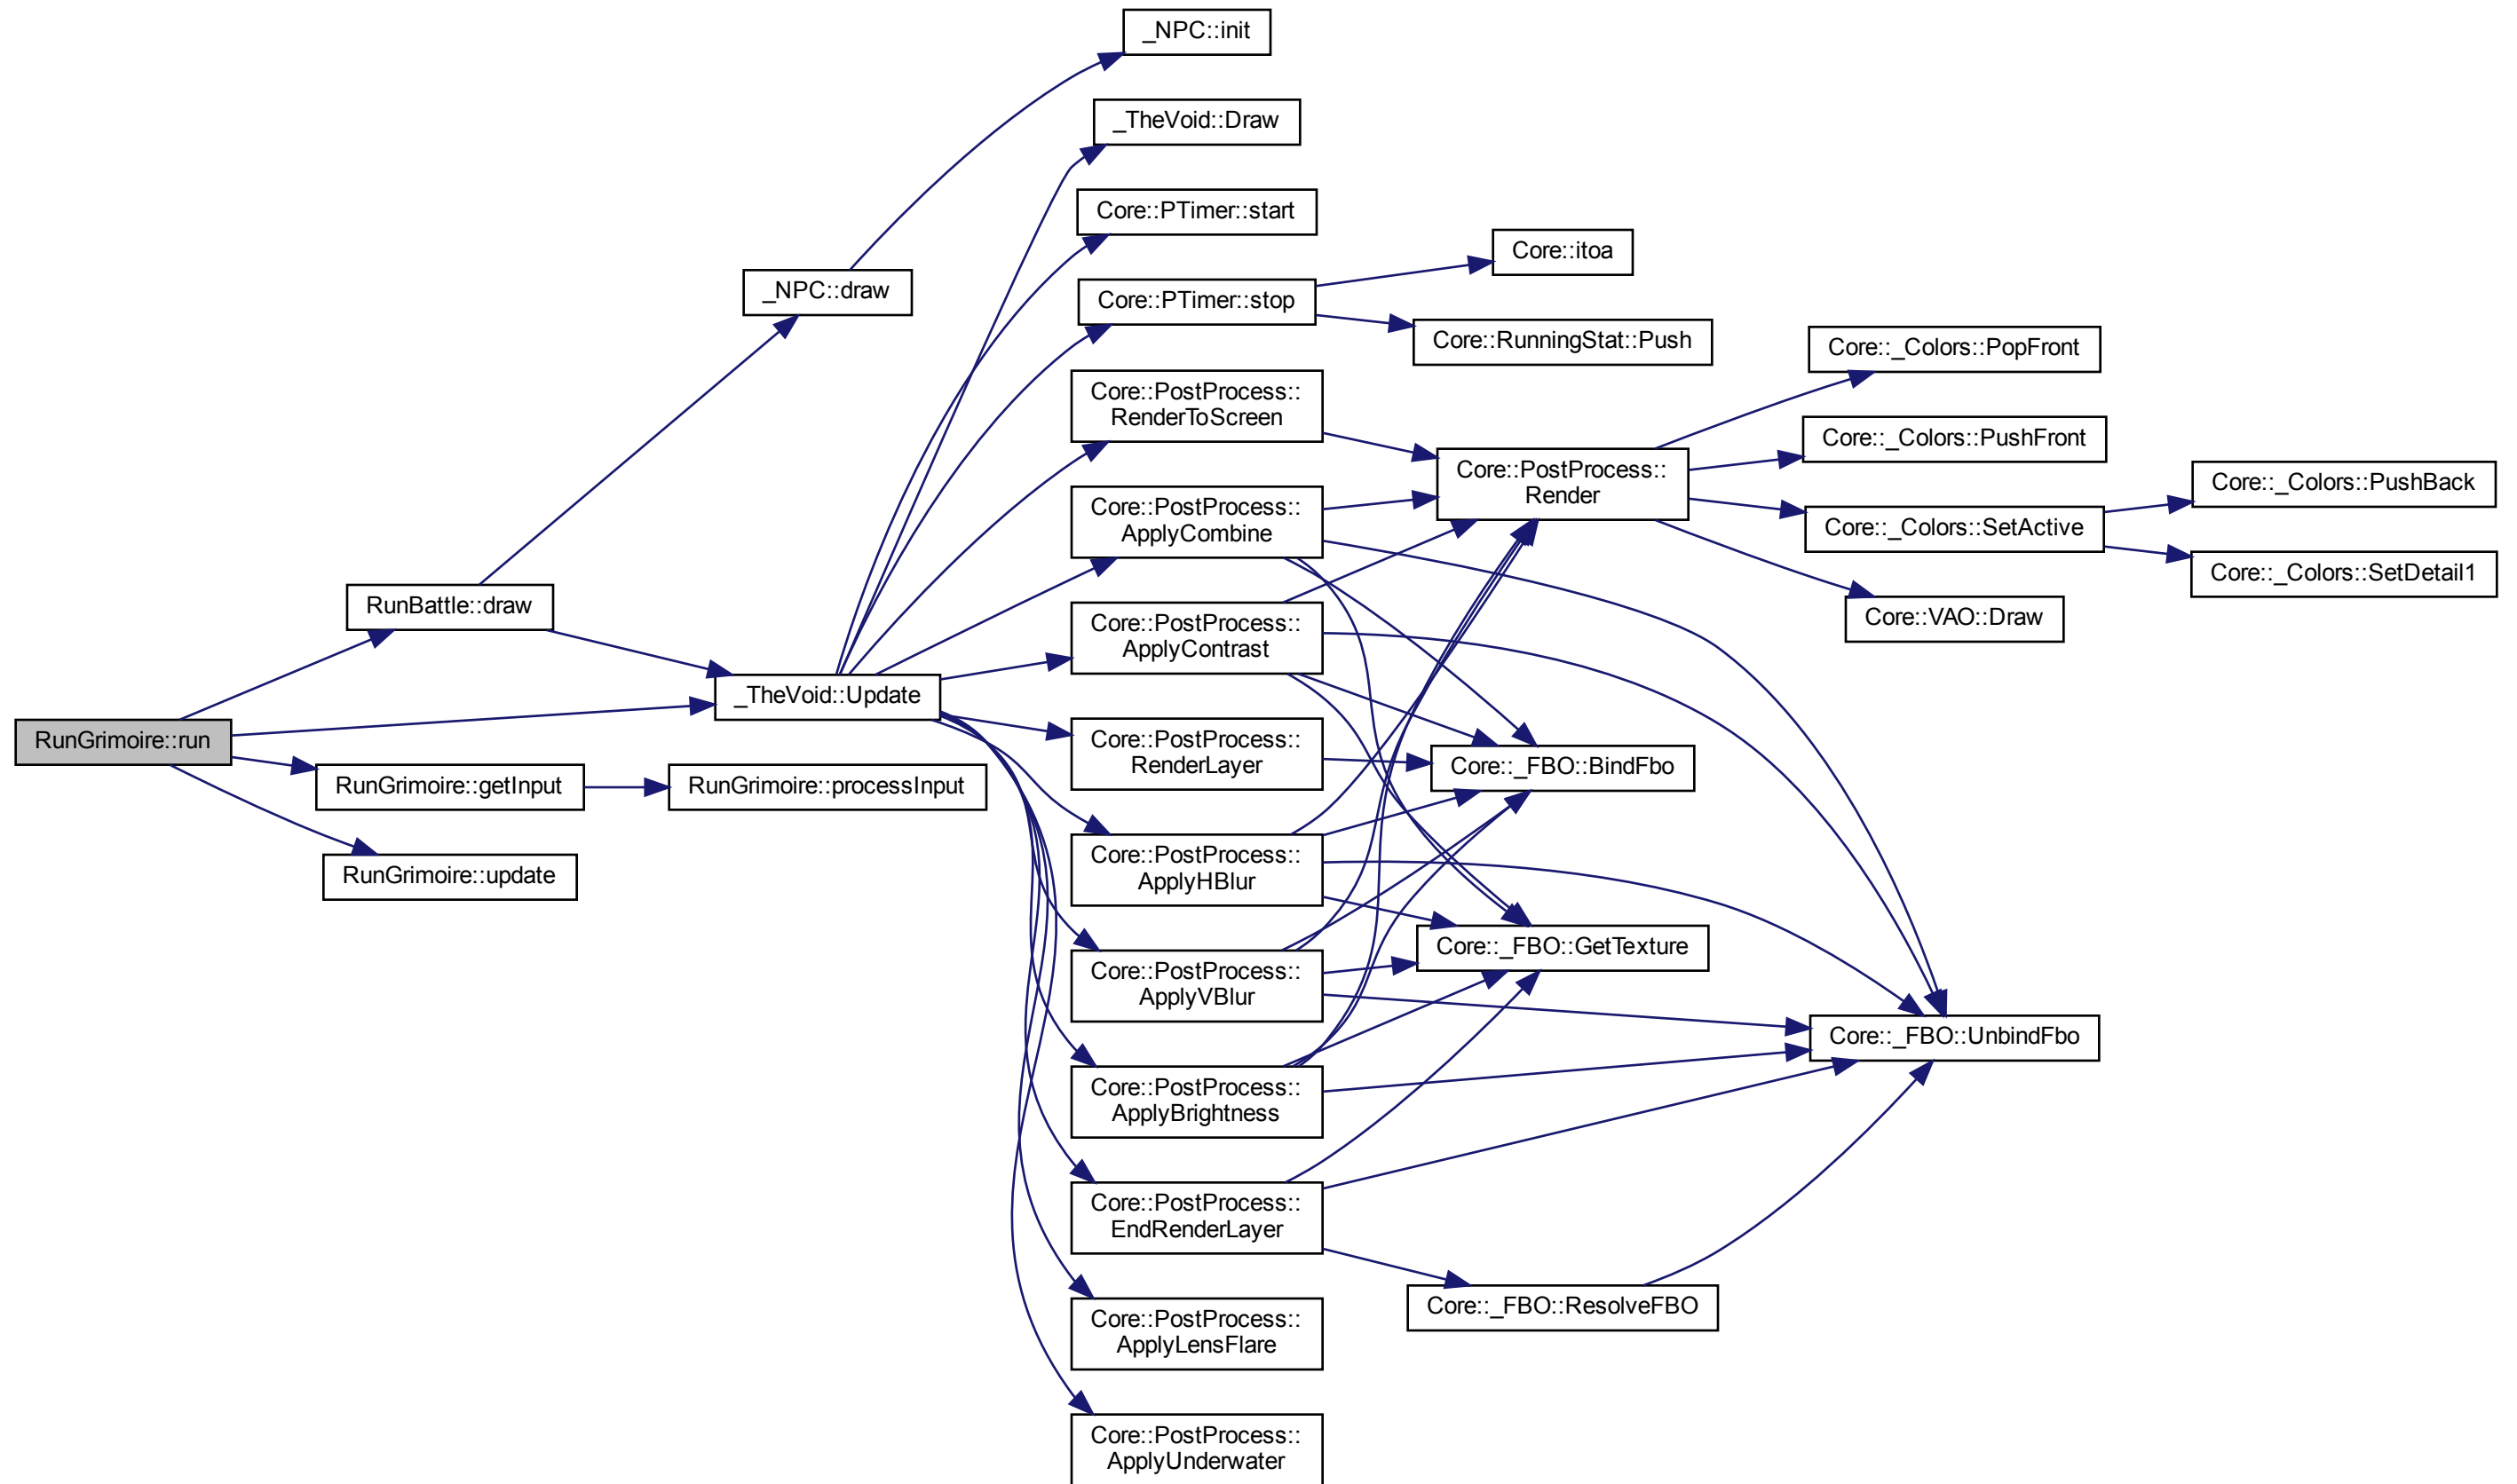 _NPC::init
_TheVoid::Draw
Core::PTimer::start
Core::itoa
_NPC::draw
Core::PTimer::stop
Core::RunningStat::Push
Core::_Colors::PopFront
Core::PostProcess::
RenderToScreen
Core::_Colors::PushFront
Core::PostProcess::
Render
Core::_Colors::PushBack
Core::PostProcess::
ApplyCombine
Core::_Colors::SetActive
Core::_Colors::SetDetail1
RunBattle::draw
Core::PostProcess::
ApplyContrast
Core::VAO::Draw
_TheVoid::Update
RunGrimoire::run
Core::PostProcess::
RenderLayer
Core::_FBO::BindFbo
RunGrimoire::getInput
RunGrimoire::processInput
RunGrimoire::update
Core::PostProcess::
ApplyHBlur
Core::_FBO::GetTexture
Core::PostProcess::
ApplyVBlur
Core::_FBO::UnbindFbo
Core::PostProcess::
ApplyBrightness
Core::PostProcess::
EndRenderLayer
Core::_FBO::ResolveFBO
Core::PostProcess::
ApplyLensFlare
Core::PostProcess::
ApplyUnderwater